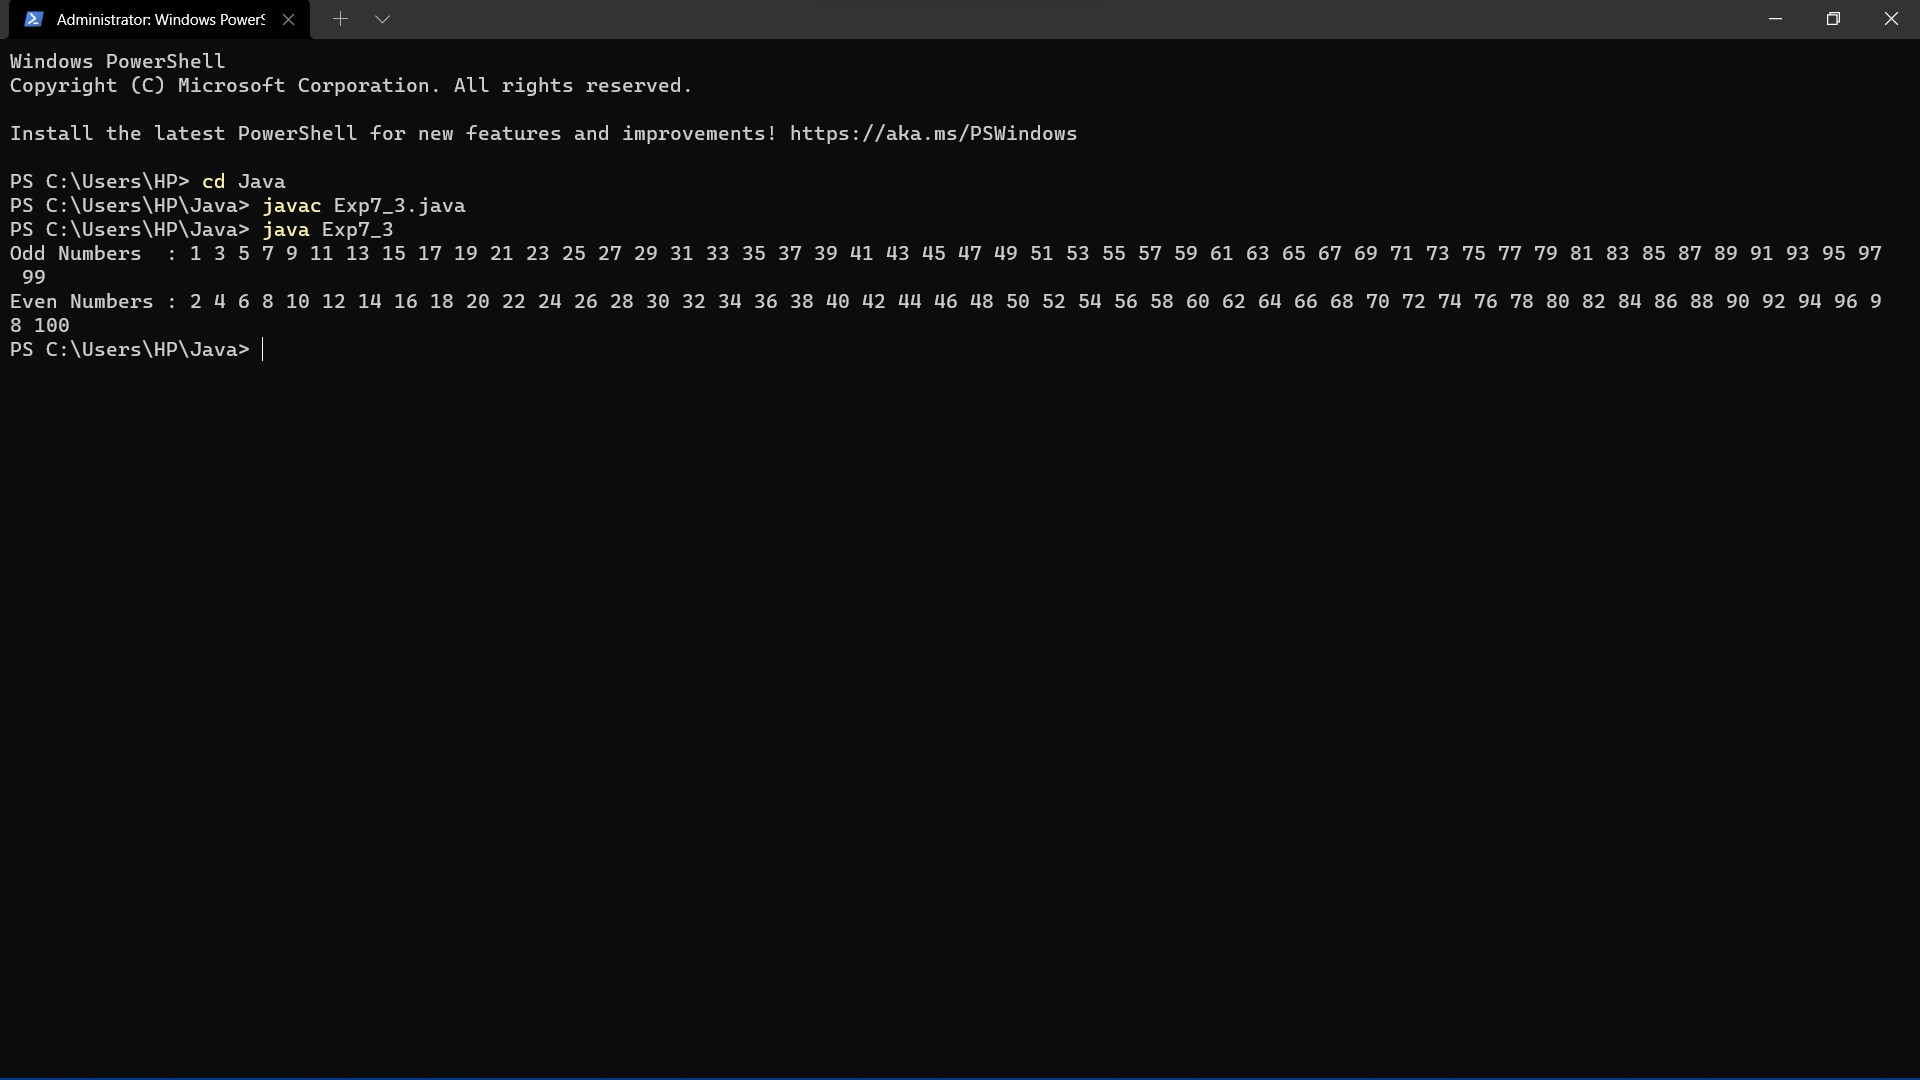 Administrator: Windows PowerS
Windows PowerShell
Copyright (C) Microsoft Corporation. All rights reserved.
Install the latest PowerShell for new features and improvements! https://aka.ms/PSWindows
PS C:\Users\HP> cd Java
PS C:\Users\HP\Java> javac Exp7_3.java
PS C:\Users\HP\Java> java Exp7_3
Odd Numbers  : 1 3 5 7 9 11 13 15 17 19 21 23 25 27 29 31 33 35 37 39 41 43 45 47 49 51 53 55 57 59 61 63 65 67 69 71 73 75 77 79 81 83 85 87 89 91 93 95 97
 99
Even Numbers : 2 4 6 8 10 12 14 16 18 20 22 24 26 28 30 32 34 36 38 40 42 44 46 48 50 52 54 56 58 60 62 64 66 68 70 72 74 76 78 80 82 84 86 88 90 92 94 96 9
8 100
PS C:\Users\HP\Java>